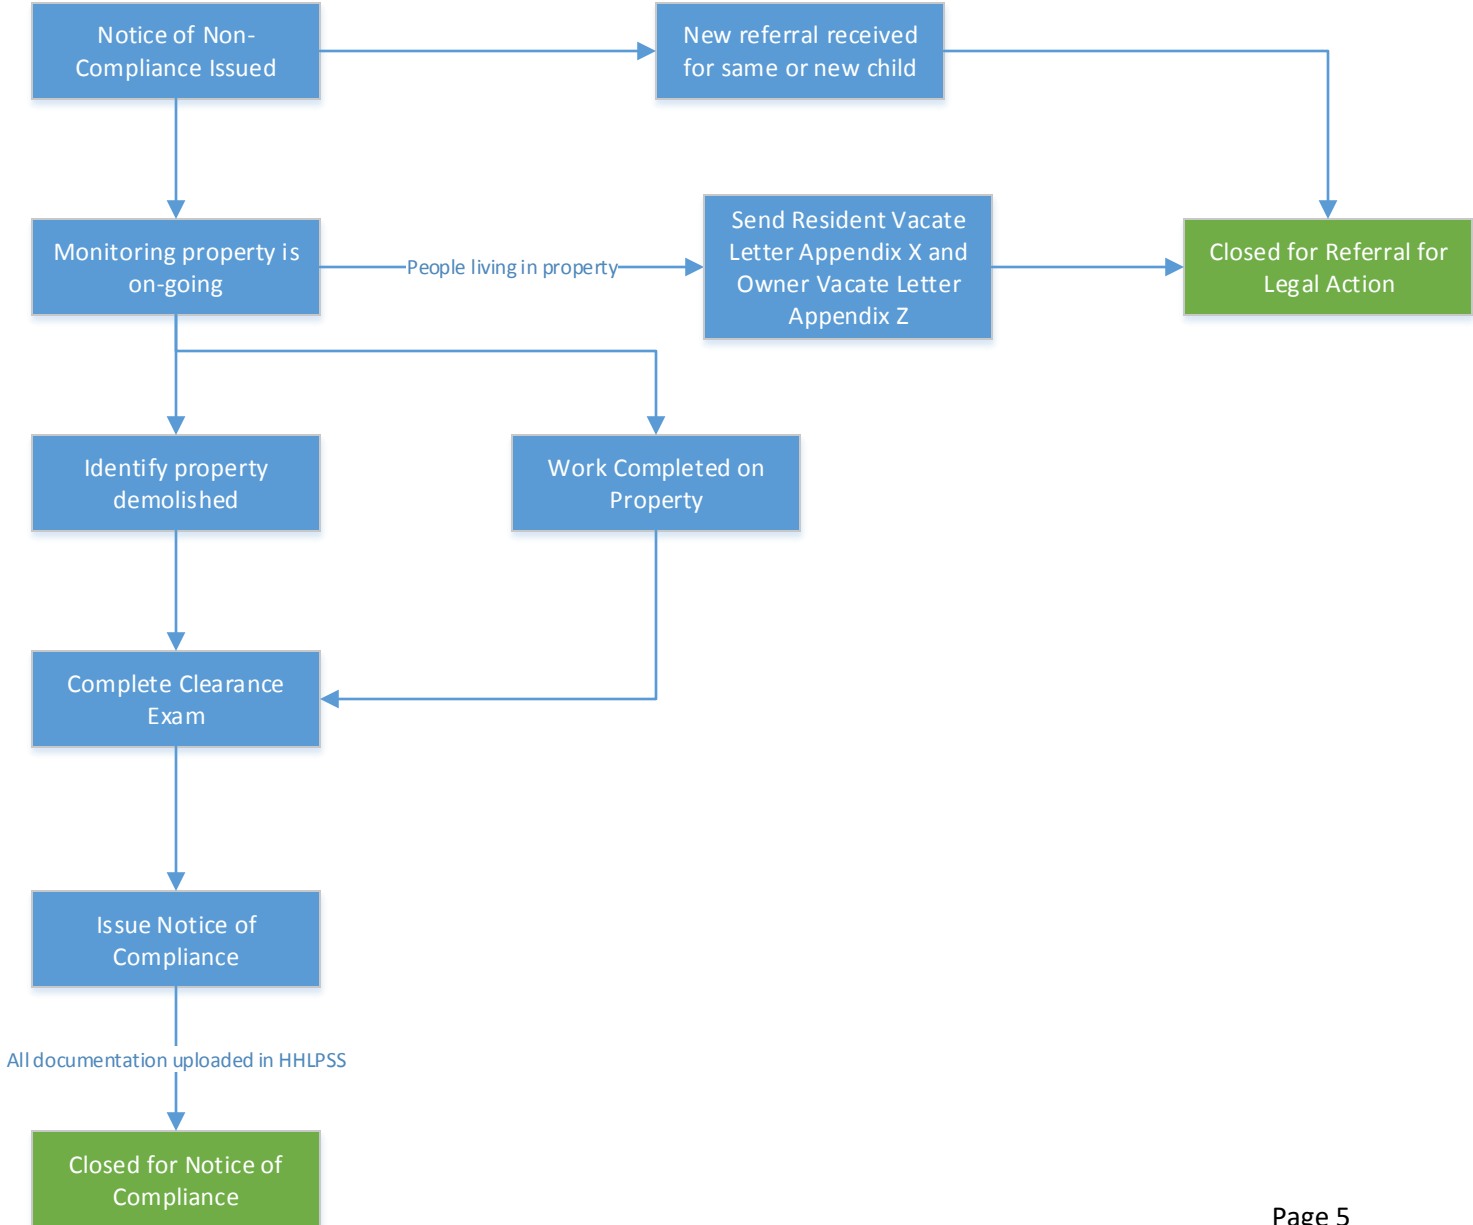 Notice of Non-
Compliance Issued
New referral received
for same or new child
Monitoring property is
on-going
People living in property
Send Resident Vacate
Letter Appendix X and
Owner Vacate Letter
Appendix Z
Closed for Referral for
Legal Action
Identify property
demolished
Work Completed on
Property
Complete Clearance
Exam
Issue Notice of
Compliance
All documentation uploaded in HHLPSS
Closed for Notice of
Compliance
Page 5